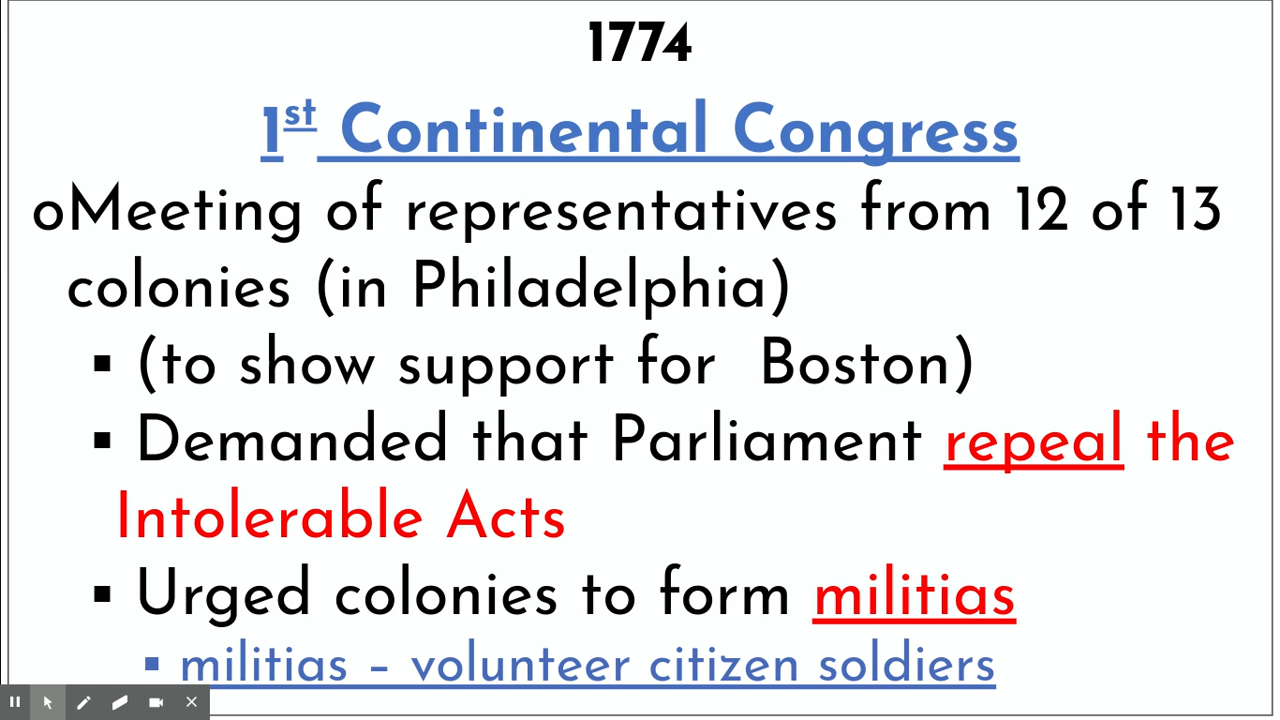 1774
1st Continental Congress
oMeeting of representatives from 12 of 13
colonies (in Philadelphia)
▪ (to show support for  Boston)
▪ Demanded that Parliament repeal the
Intolerable Acts
▪ Urged colonies to form militias
▪ militias – volunteer citizen soldiers